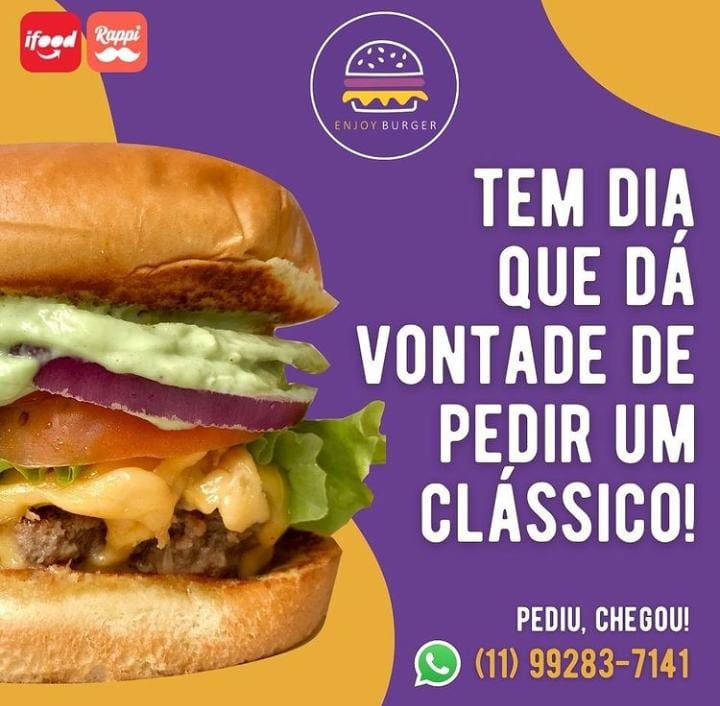 ifood
Rappi
ENJOY BURGER
TEM DIA
QUE DÁ
VONTADE DE
PEDIR UM
CLÁSSICO!
PEDIU, CHEGOU!
(11) 99283-7141